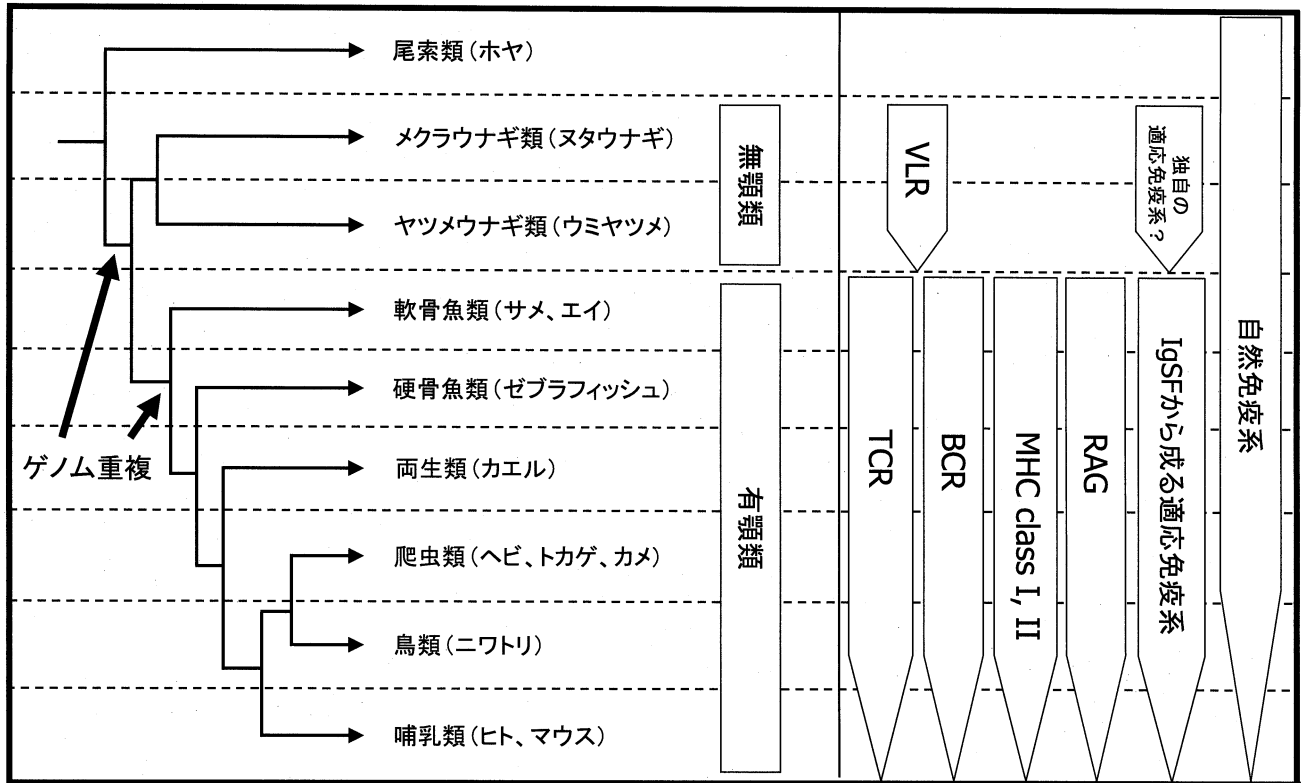 尾索類(ホヤ)
メクラウナギ類(ヌタウナギ)
ヤツメウナギ類(ウミヤツメ)
軟骨魚類(サメ、エイ)
硬骨魚類(ゼブラフィッシュ)
両生類(カエル)
爬虫類(ヘビ、トカゲ、カメ)
鳥類(ニワトリ)
哺乳類(ヒト、マウス)
ゲノム重複
無顎類
有顎類
VLR
独自の
適応免疫系?
TCR
BCR
MHC class I, II
RAG
IgSFから成る適応免疫系
自然免疫系